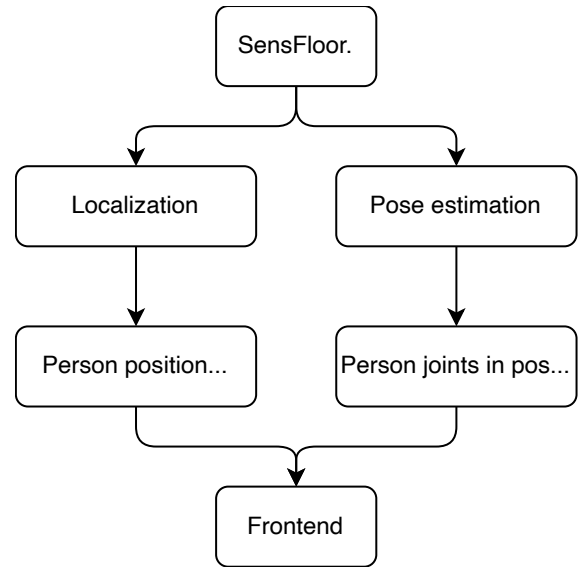 SensFloor.
Localization
Pose estimation
Person position...
Person joints in pos...
Frontend